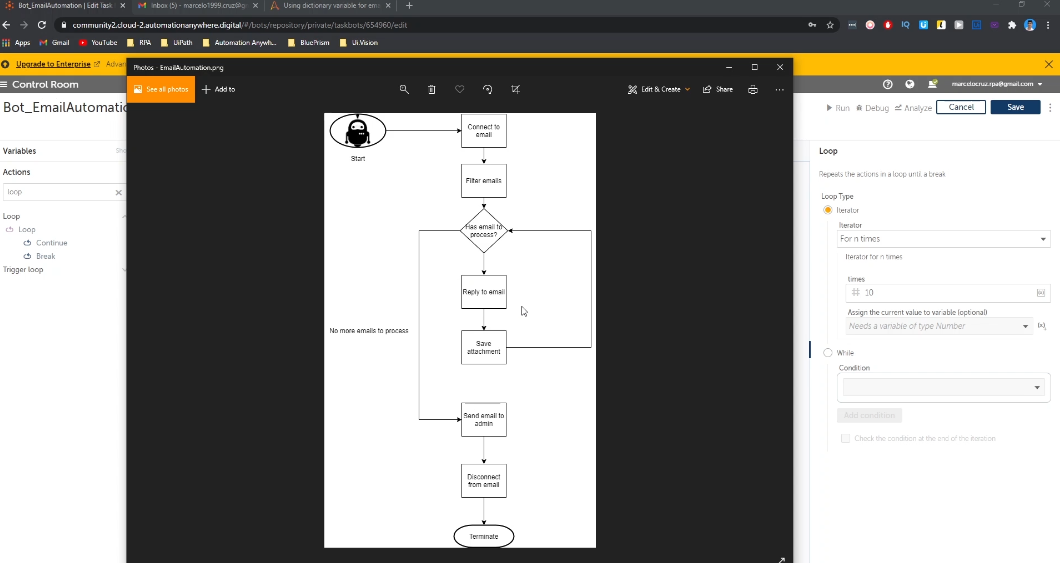 Bot_EmailAutomation | Edit Task
Inbox (5) - marcelo1999.cruz@g
Using dictionary variable for em
community2.cloud-2.automationanywhere.digital/#/bots/repository/private/taskbots/654960/edit
Apps
Gmail
YouTube
RPA
UiPath
Automation Anywh...
BluePrism
Ui.Vision
Upgrade to Enterprise
Advan
Photos - EmailAutomation.png
Control Room
See all photos
Add to
Edit & Create
Share
marcelocruz.rpa@gmail.com
Bot_EmailAutomatic
Run
Debug
Analyze
Cancel
Save
Variables
Sho
Actions
loop
Loop
Loop
Continue
Break
Trigger loop
Start
Connect to
email
Filter emails
Has email to
process?
Reply to email
Save
attachment
No more emails to process
Send email to
admin
Disconnect
from email
Terminate
Loop
Repeats the actions in a loop until a break
Loop Type
Iterator
Iterator
For n times
Iterator for n times
times
# 10
Assign the current value to variable (optional)
Needs a variable of type Number
(x)
While
Condition
Add condition
Check the condition at the end of the iteration